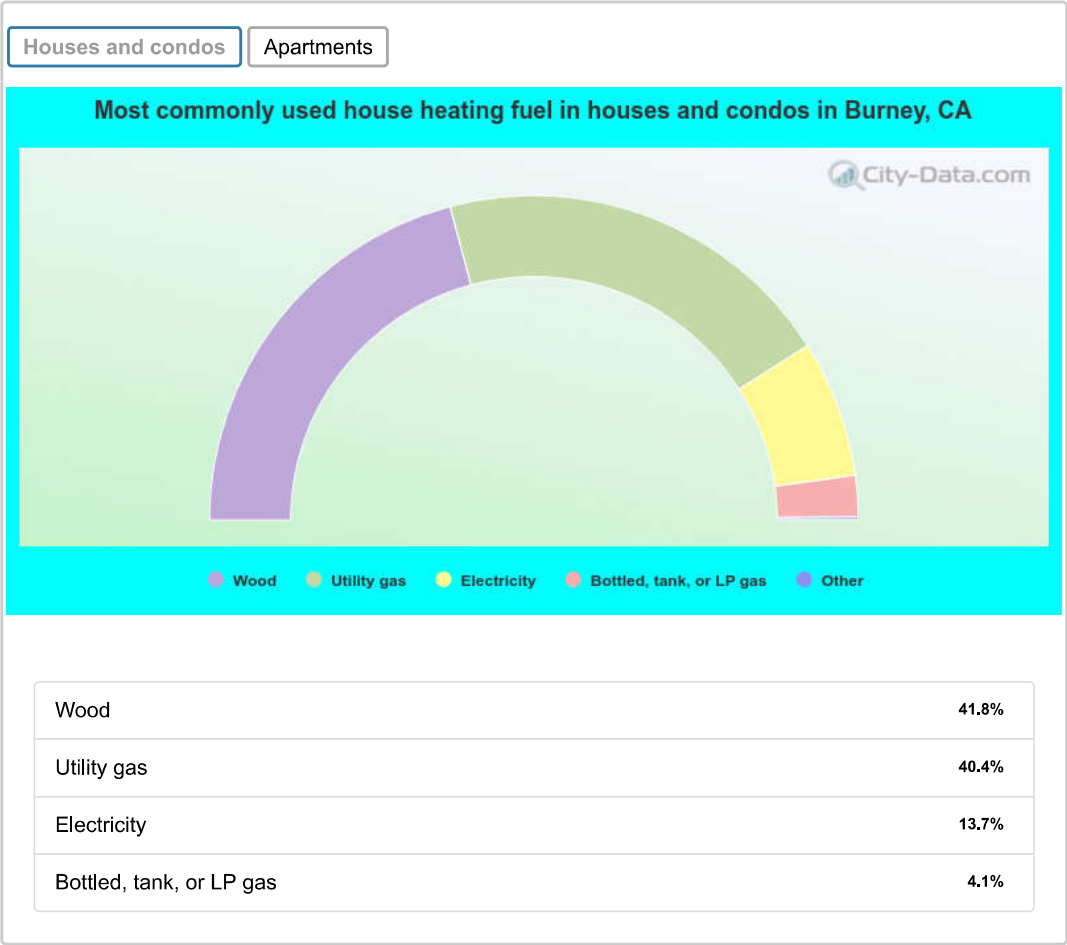 Houses and condos Apartments
Most commonly used house heating fuel in houses and condos in Burney, CA
City-Data.com
Wood Utility gas Electricity Bottled, tank, or LP gas Other
Wood 41.8%
Utility gas 40.4%
Electricity 13.7%
Bottled, tank, or LP gas 4.1%